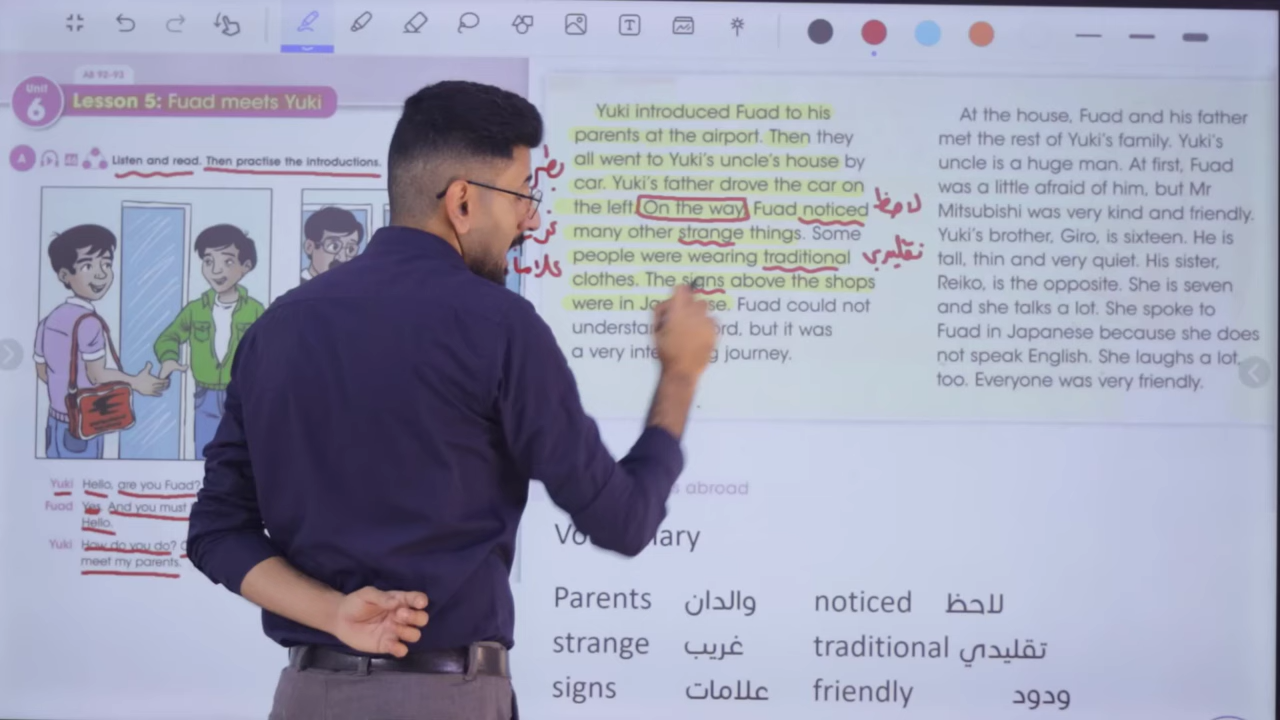 AB 92-93
Unit 6
Lesson 5: Fuad meets Yuki
A
Listen and read. Then practise the introductions.
Yuki Hello, are you Fuad?
Fuad Yes. And you must
Hello.
Yuki How do you do?
meet my parents.
Yuki introduced Fuad to his
parents at the airport. Then they
all went to Yuki's uncle's house by
car. Yuki's father drove the car on
the left. On the way, Fuad noticed لاحظ
many other strange things. Some
people were wearing traditional تقليدي
clothes. The signs above the shops
were in Fuad could not
but it was
a very journey.
At the house, Fuad and his father
met the rest of Yuki's family. Yuki's
uncle is a huge man. At first, Fuad
was a little afraid of him, but Mr
Mitsubishi was very kind and friendly.
Yuki's brother, Giro, is sixteen. He is
tall, thin and very quiet. His sister,
Reiko, is the opposite. She is seven
and she talks a lot. She spoke to
Fuad in Japanese because she does
not speak English. She laughs a lot,
too. Everyone was very friendly.
abroad
Parents والدان noticed لاحظ
strange غريب traditional تقليدي
signs علامات friendly ودود